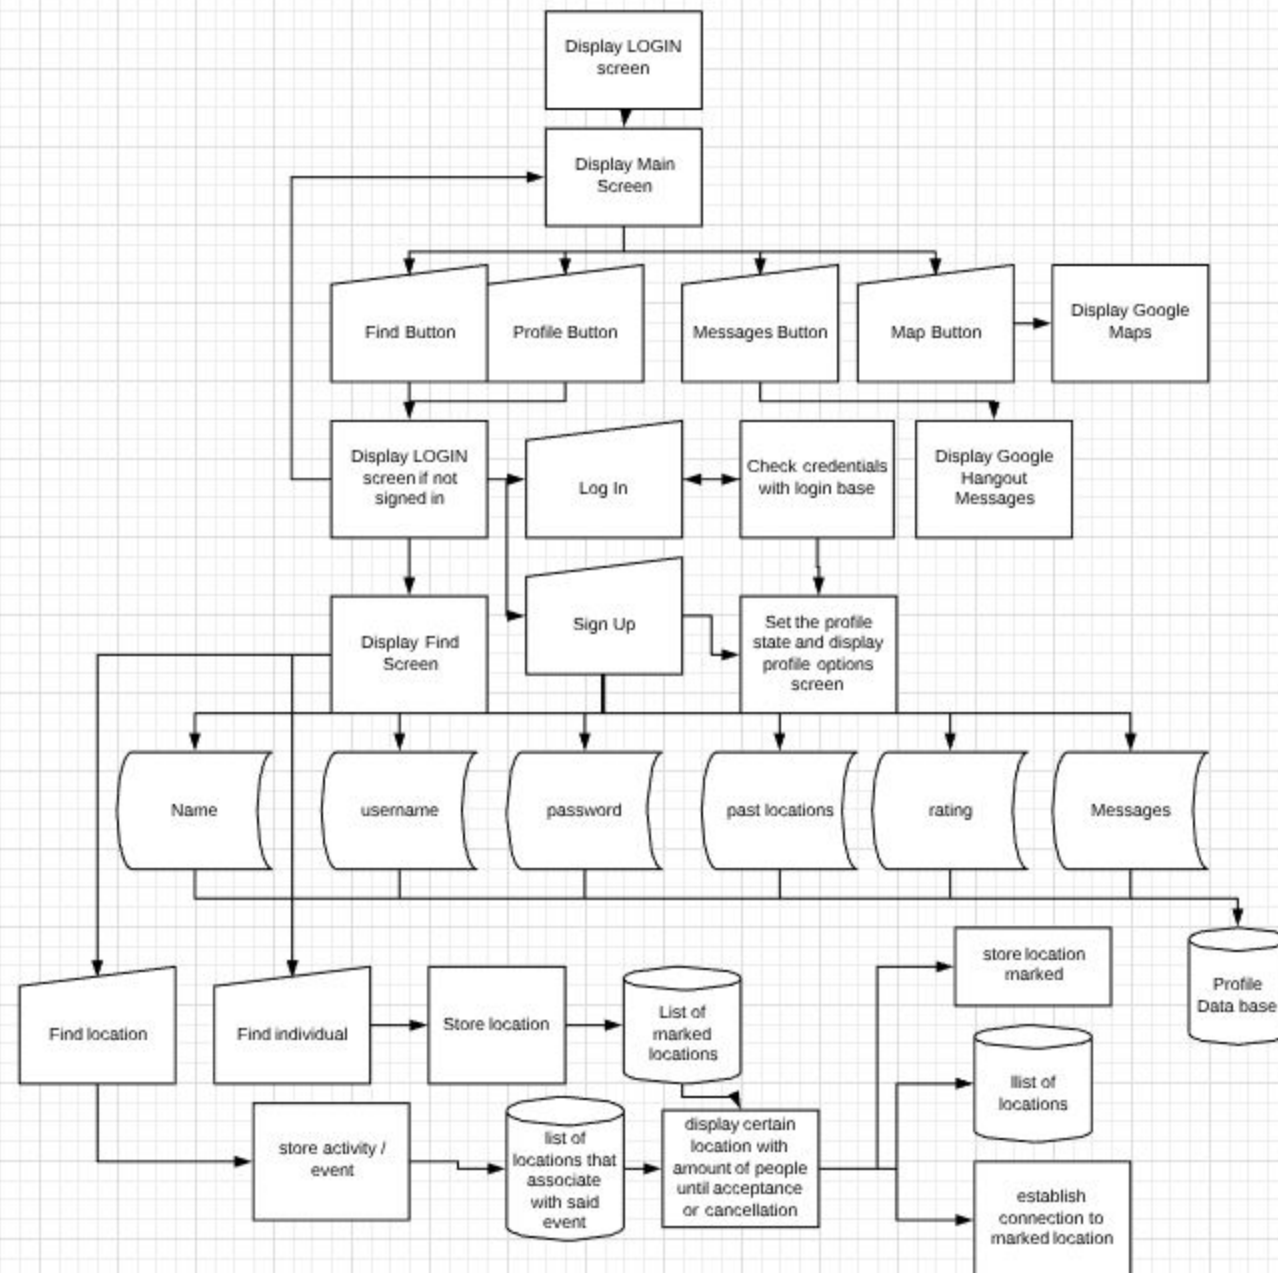 Display LOGIN
screen
Display Main
Screen
Find Button
Profile Button
Messages Button
Map Button
Display Google
Maps
Display LOGIN
screen if not
signed in
Log In
Check credentials
with login base
Display Google
Hangout
Messages
Display Find
Screen
Sign Up
Set the profile
state and display
profile options
screen
Name
username
password
past locations
rating
Messages
Find location
Find individual
Store location
List of
marked
locations
store location
marked
Profile
Data base
llist of
locations
store activity /
event
list of
locations that
associate
with said
event
display certain
location with
amount of people
until acceptance
or cancellation
establish
connection to
marked location